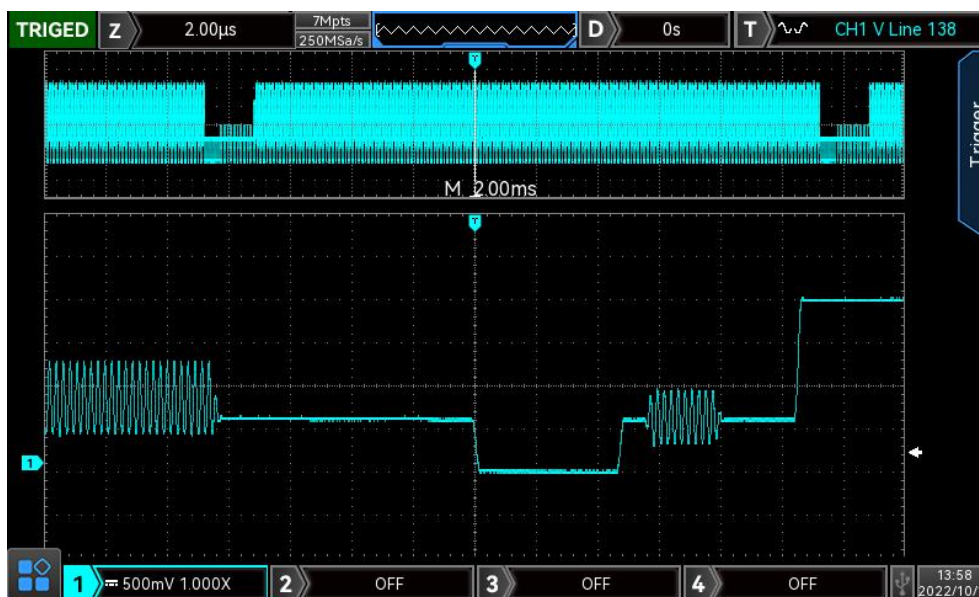 TRIGED Z 2.00μs 7Mpts 250MSa/s D 0s T CH1 V Line 138
T
Trigger
M 2.00ms
T
1
1 500mV 1.000X 2 OFF 3 OFF 4 OFF 13:58
2022/10/